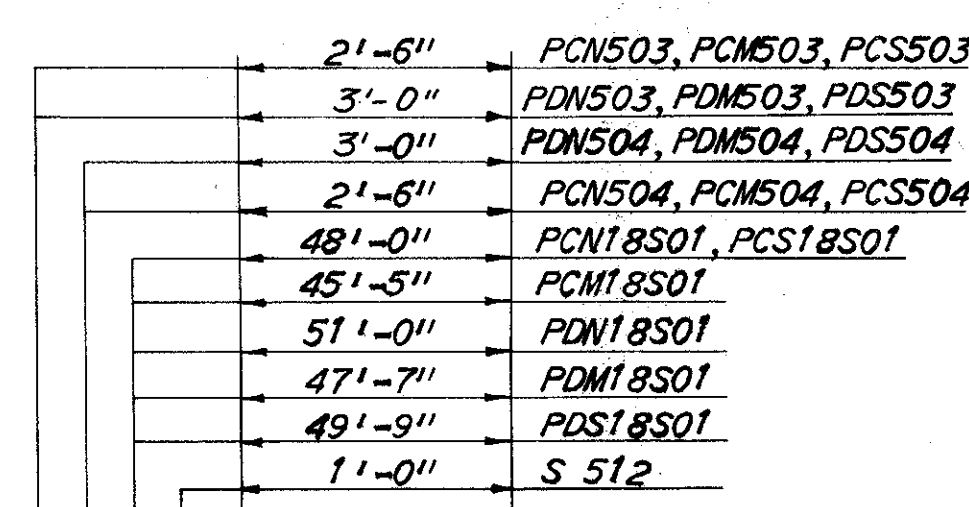 2'-6" PCN503, PCM503, PCS503
3'-0" PDN503, PDM503, PDS503
3'-0" PDN504, PDM504, PDS504
2'-6" PCN504, PCM504, PCS504
48'-0" PCN18S01, PCS18S01
45'-5" PCM18S01
51'-0" PDN18S01
47'-7" PDM18S01
49'-9" PDS18S01
1'-0" S 512